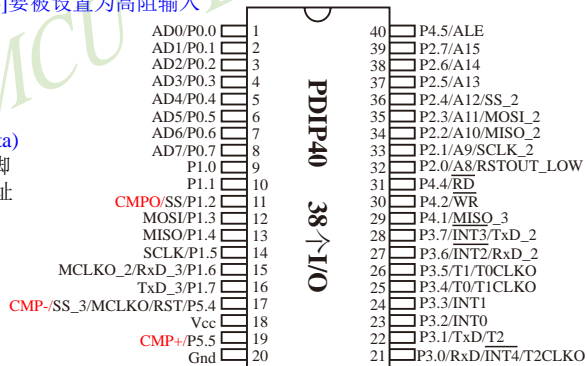 ]要被设置为高阻输入
MCU
ta)
脚
址
AD0/P0.0 1
AD1/P0.1 2
AD2/P0.2 3
AD3/P0.3 4
AD4/P0.4 5
AD5/P0.5 6
AD6/P0.6 7
AD7/P0.7 8
P1.0 9
P1.1 10
CMPO/SS/P1.2 11
MOSI/P1.3 12
MISO/P1.4 13
SCLK/P1.5 14
MCLKO_2/RxD_3/P1.6 15
TxD_3/P1.7 16
CMP-/SS_3/MCLKO/RST/P5.4 17
Vcc 18
CMP+/P5.5 19
Gnd 20
PDIP40 38个I/O
40 P4.5/ALE
39 P2.7/A15
38 P2.6/A14
37 P2.5/A13
36 P2.4/A12/SS_2
35 P2.3/A11/MOSI_2
34 P2.2/A10/MISO_2
33 P2.1/A9/SCLK_2
32 P2.0/A8/RSTOUT_LOW
31 P4.4/RD
30 P4.2/WR
29 P4.1/MISO_3
28 P3.7/INT3/TxD_2
27 P3.6/INT2/RxD_2
26 P3.5/T1/T0CLKO
25 P3.4/T0/T1CLKO
24 P3.3/INT1
23 P3.2/INT0
22 P3.1/TxD/T2
21 P3.0/RxD/INT4/T2CLKO